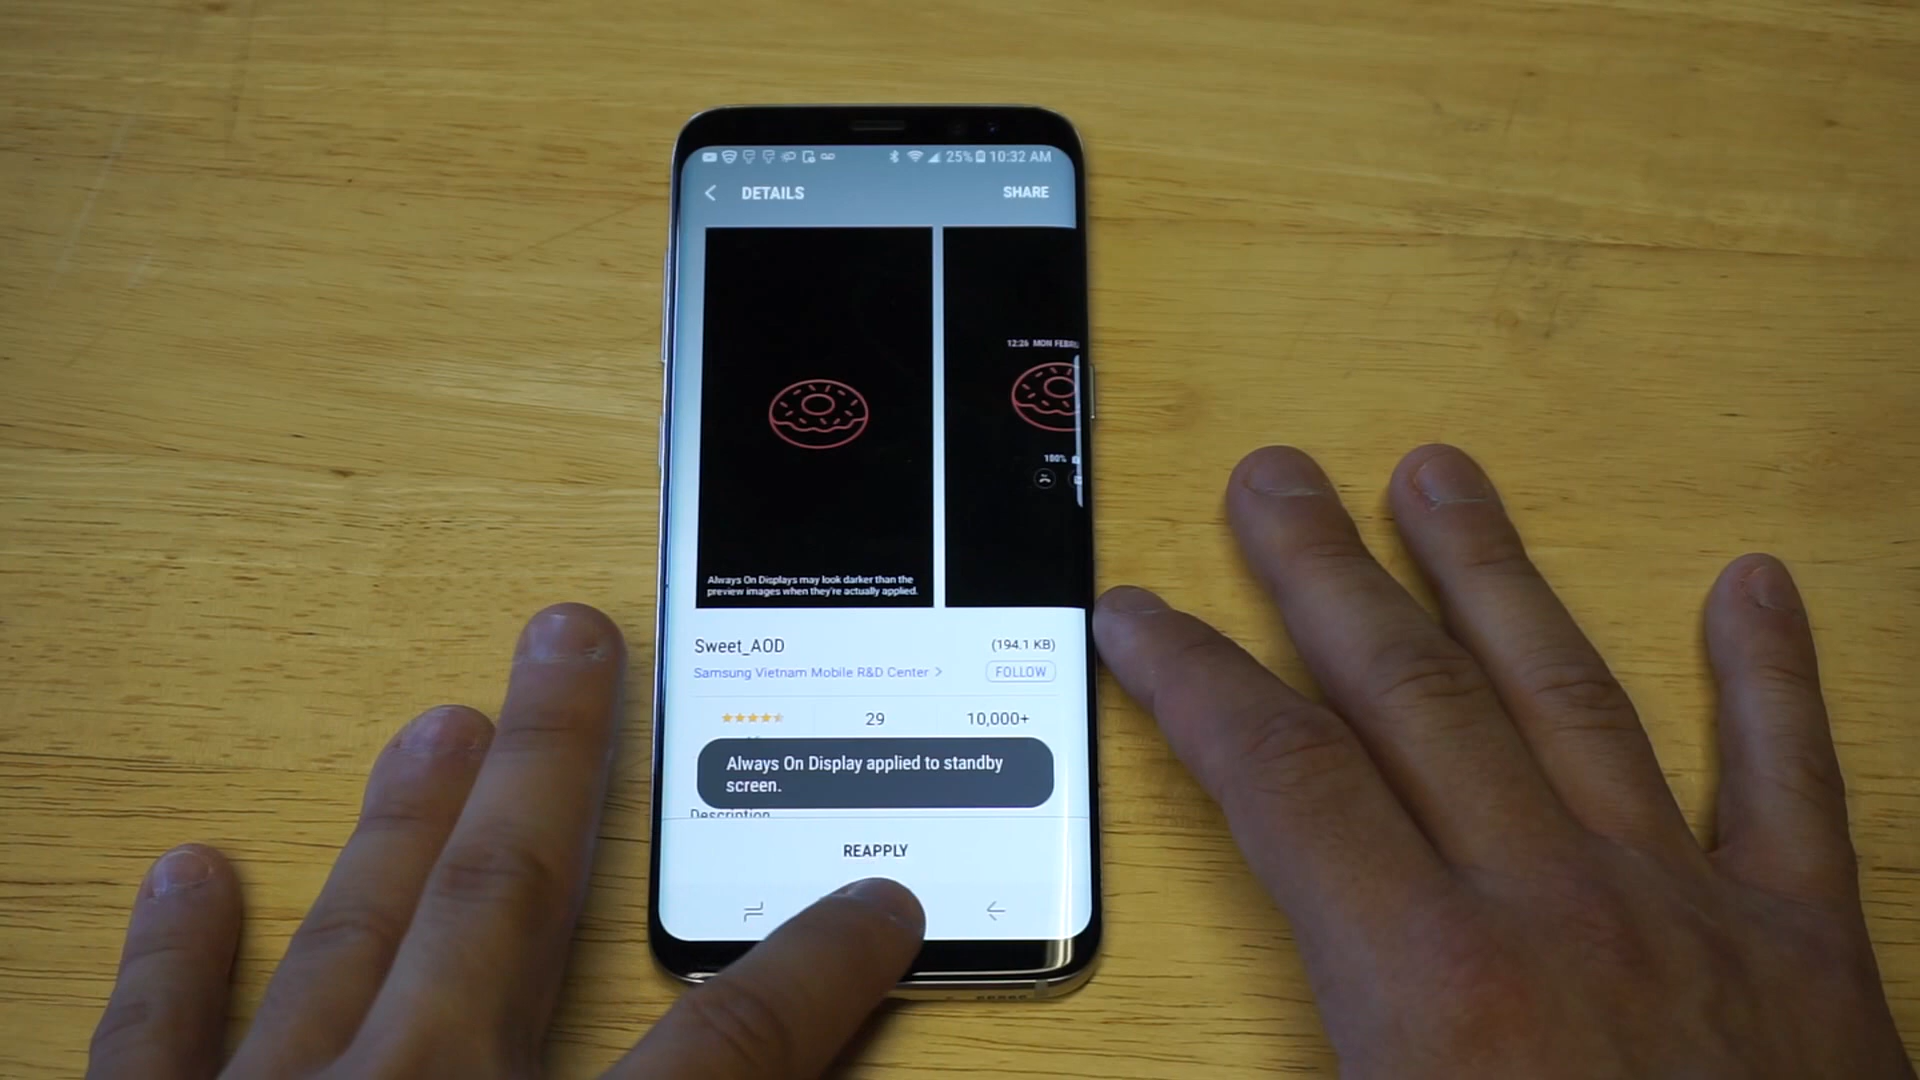 25% 10:32 AM
DETAILS
SHARE
12:26 MON
100%
Always On Displays may look darker than the
preview images when they're actually applied.
Sweet_AOD
(194.1 KB)
Samsung Vietnam Mobile R&D Center >
FOLLOW
29
10,000+
Always On Display applied to standby
screen.
Description
REAPPLY